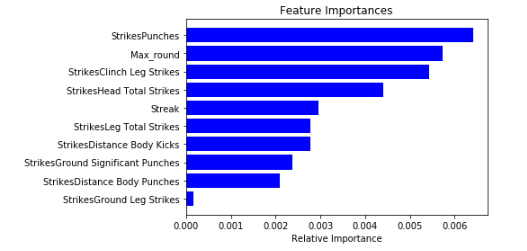 Feature Importances
StrikesPunches
Max_round
StrikesClinch Leg Strikes
StrikesHead Total Strikes
Streak
StrikesLeg Total Strikes
StrikesDistance Body Kicks
StrikesGround Significant Punches
StrikesDistance Body Punches
StrikesGround Leg Strikes
0.000 0.001 0.002 0.003 0.004 0.005 0.006
Relative Importance